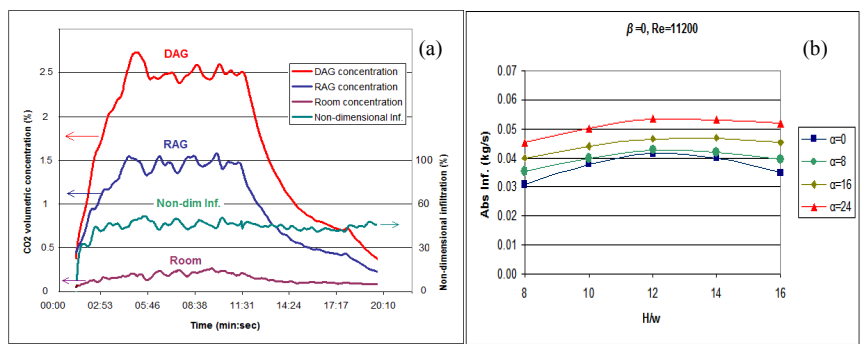 (a)
DAG
DAG concentration
RAG concentration
Room concentration
Non-dimensional Inf.
RAG
Non-dim Inf.
Room
CO2 volumetric concentration (%)
2.5
2
1.5
1
0.5
0
100
60
30
0
Non-dimensional infiltration (%)
00:00 02:53 05:46 08:38 11:31 14:24 17:17 20:10
Time (min:sec)
β=0, Re=11200
(b)
Abs Inf. (kg/s)
0.07
0.06
0.05
0.04
0.03
0.02
0.01
0.00
8 10 12 14 16
H/w
α=0
α=8
α=16
α=24